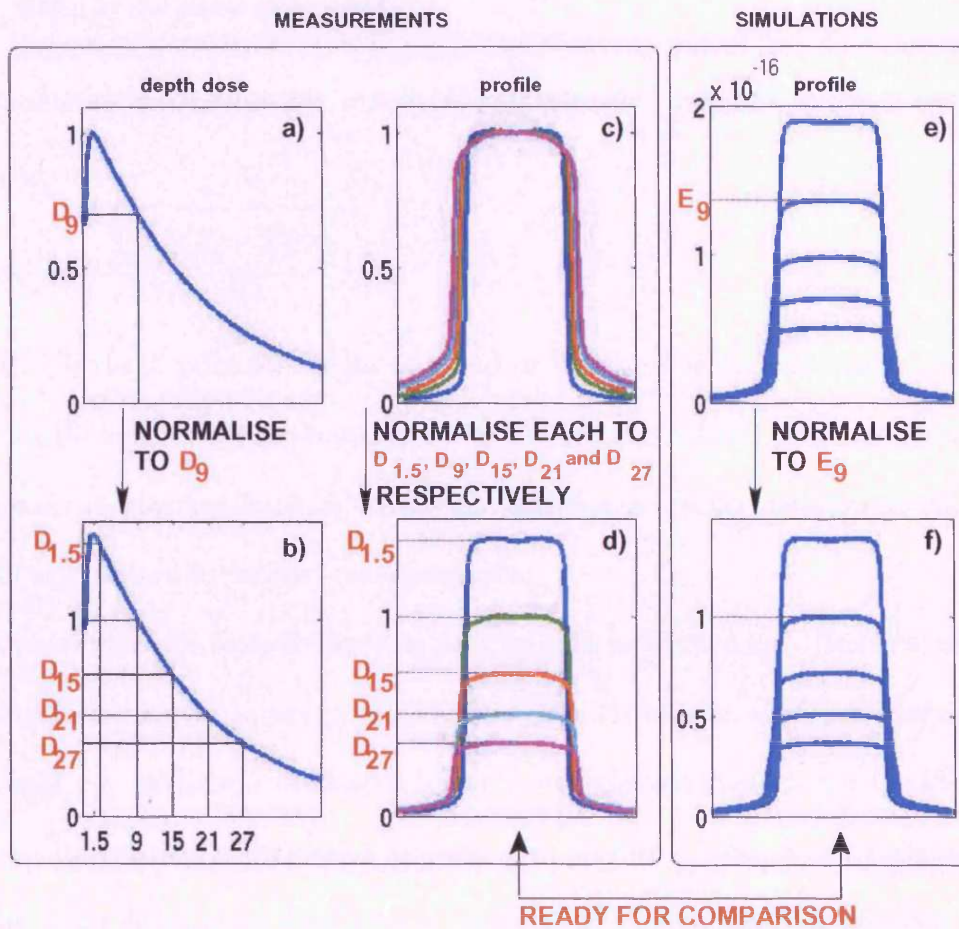 MEASUREMENTS
SIMULATIONS
depth dose
profile
x 10
-16
profile
a)
c)
e)
1
D9
0.5
0
1
0.5
0
2
E9
1
0
NORMALISE
TO D9
NORMALISE EACH TO
D1.5, D9, D15, D21 and D27
RESPECTIVELY
NORMALISE
TO E9
b)
d)
f)
D1.5
1
D15
D21
D27
0
1.5 9 15 21 27
D1.5
1
D15
D21
D27
0
1
0.5
0
READY FOR COMPARISON